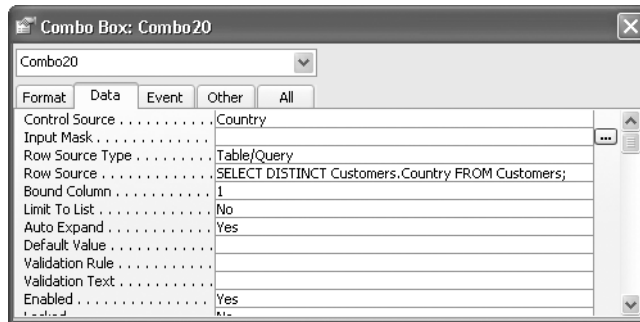 Combo Box: Combo20
Combo20
Format Data Event Other All
Control Source . . . . . . . . . . . Country
Input Mask . . . . . . . . . . . . . ...
Row Source Type . . . . . . . . . Table/Query
Row Source . . . . . . . . . . . . . SELECT DISTINCT Customers.Country FROM Customers;
Bound Column . . . . . . . . . . . 1
Limit To List . . . . . . . . . . . . . No
Auto Expand . . . . . . . . . . . . Yes
Default Value . . . . . . . . . . . .
Validation Rule . . . . . . . . . . .
Validation Text . . . . . . . . . . .
Enabled . . . . . . . . . . . . . . . . Yes